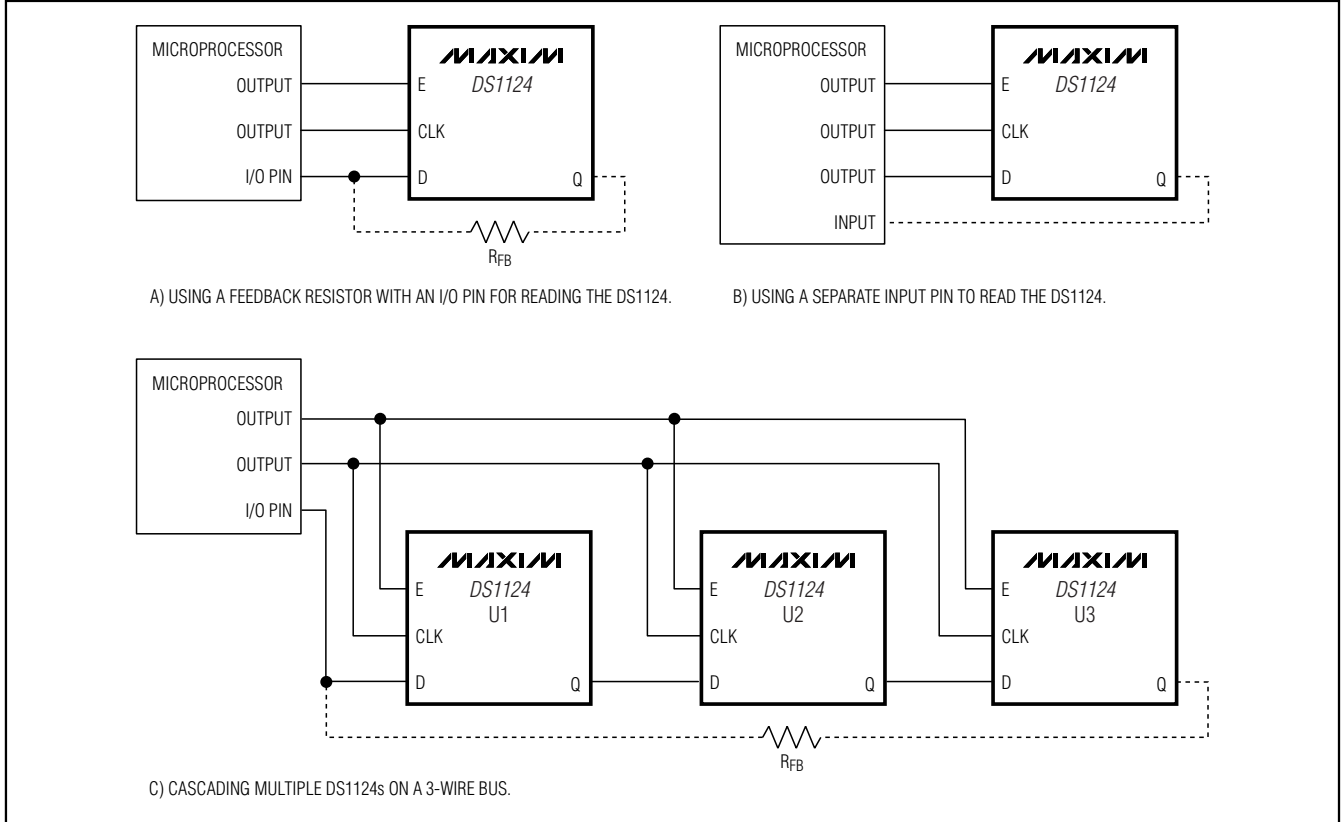 MICROPROCESSOR
OUTPUT
OUTPUT
I/O PIN
MAXIM
DS1124
E
CLK
D
Q
RFB
A) USING A FEEDBACK RESISTOR WITH AN I/O PIN FOR READING THE DS1124.
MICROPROCESSOR
OUTPUT
OUTPUT
OUTPUT
INPUT
MAXIM
DS1124
E
CLK
D
Q
B) USING A SEPARATE INPUT PIN TO READ THE DS1124.
MICROPROCESSOR
OUTPUT
OUTPUT
I/O PIN
MAXIM
DS1124
U1
E
CLK
D
Q
MAXIM
DS1124
U2
E
CLK
D
Q
MAXIM
DS1124
U3
E
CLK
D
Q
RFB
C) CASCADING MULTIPLE DS1124s ON A 3-WIRE BUS.